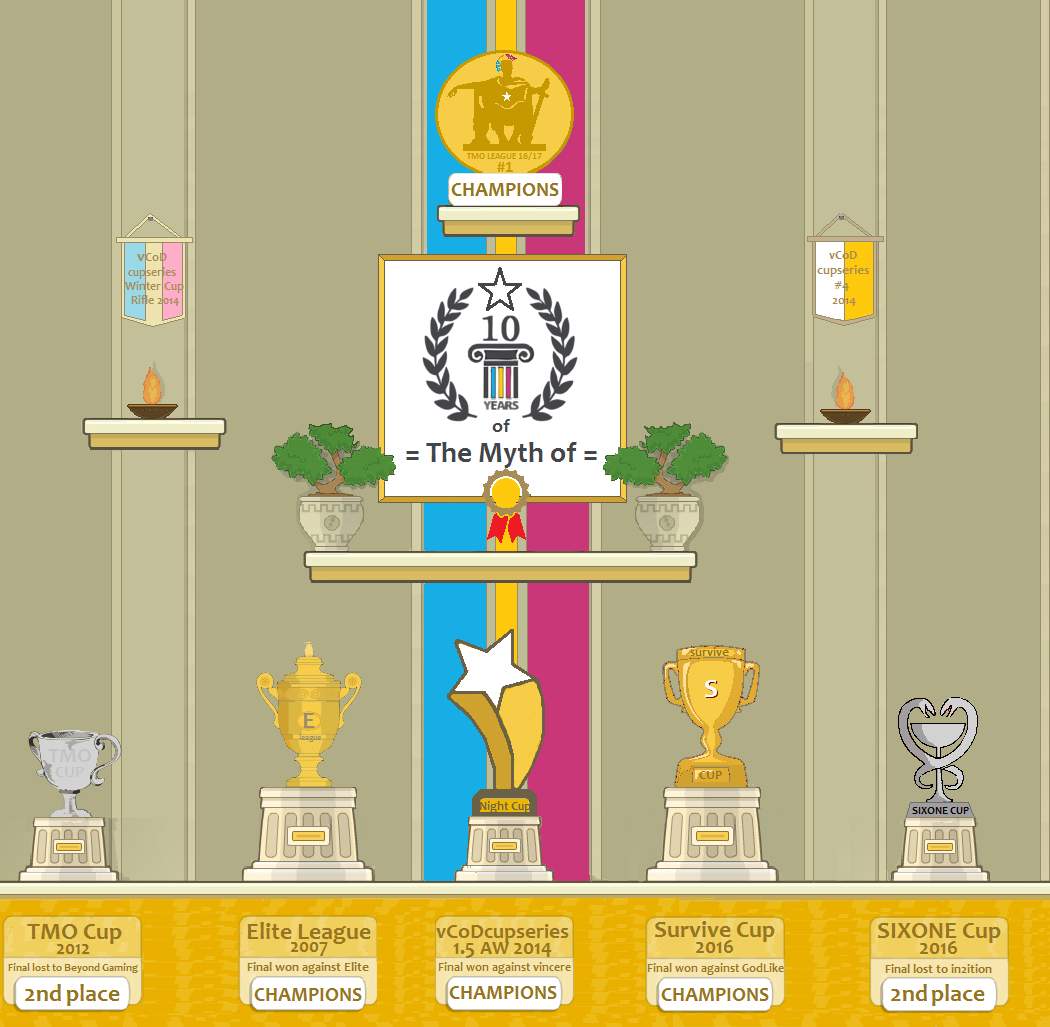 TMO LEAGUE 16/17
#1
CHAMPIONS
vCoD
cupseries
Winter Cup
Rifle 2014
vCoD
cupseries
#4
2014
10
YEARS
of
= The Myth of =
survive
S
CUP
E
league
TMO
CUP
Night Cup
SIXONE CUP
TMO Cup
2012
Final lost to Beyond Gaming
2nd place
Elite League
2007
Final won against Elite
CHAMPIONS
vCoDcupseries
1.5 AW 2014
Final won against vincere
CHAMPIONS
Survive Cup
2016
Final won against GodLike
CHAMPIONS
SIXONE Cup
2016
Final lost to in2ition
2nd place